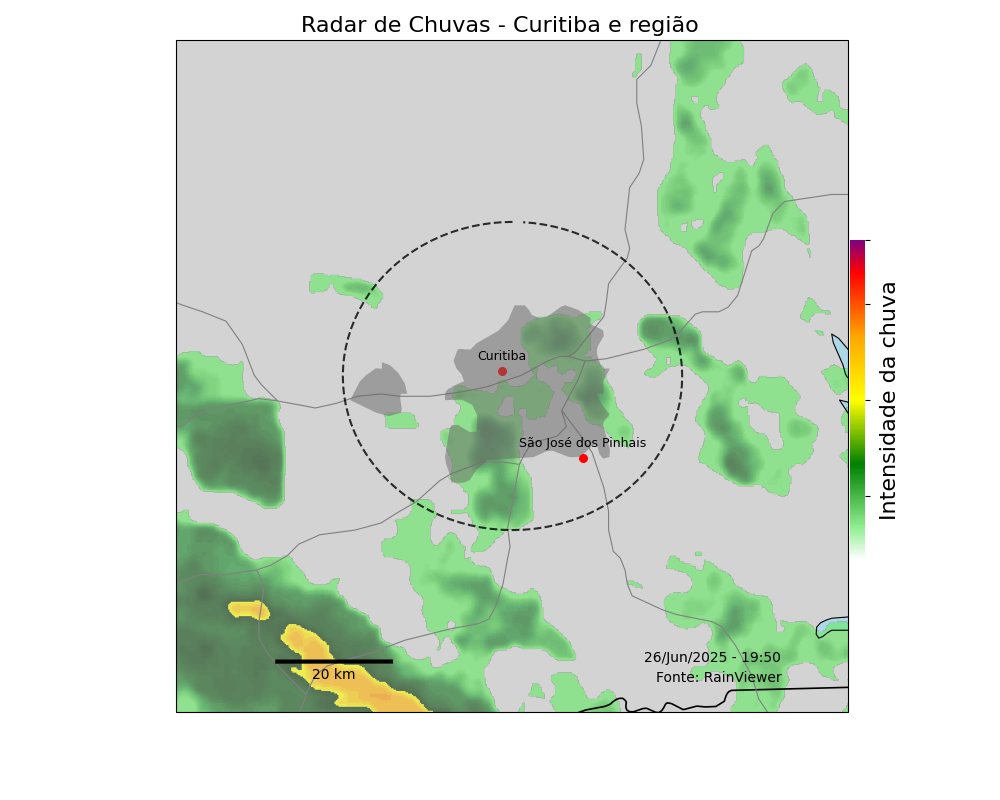 Radar de Chuvas - Curitiba e região
Curitiba
São José dos Pinhais
Intensidade da chuva
26/Jun/2025 - 19:50
Fonte: RainViewer
20 km